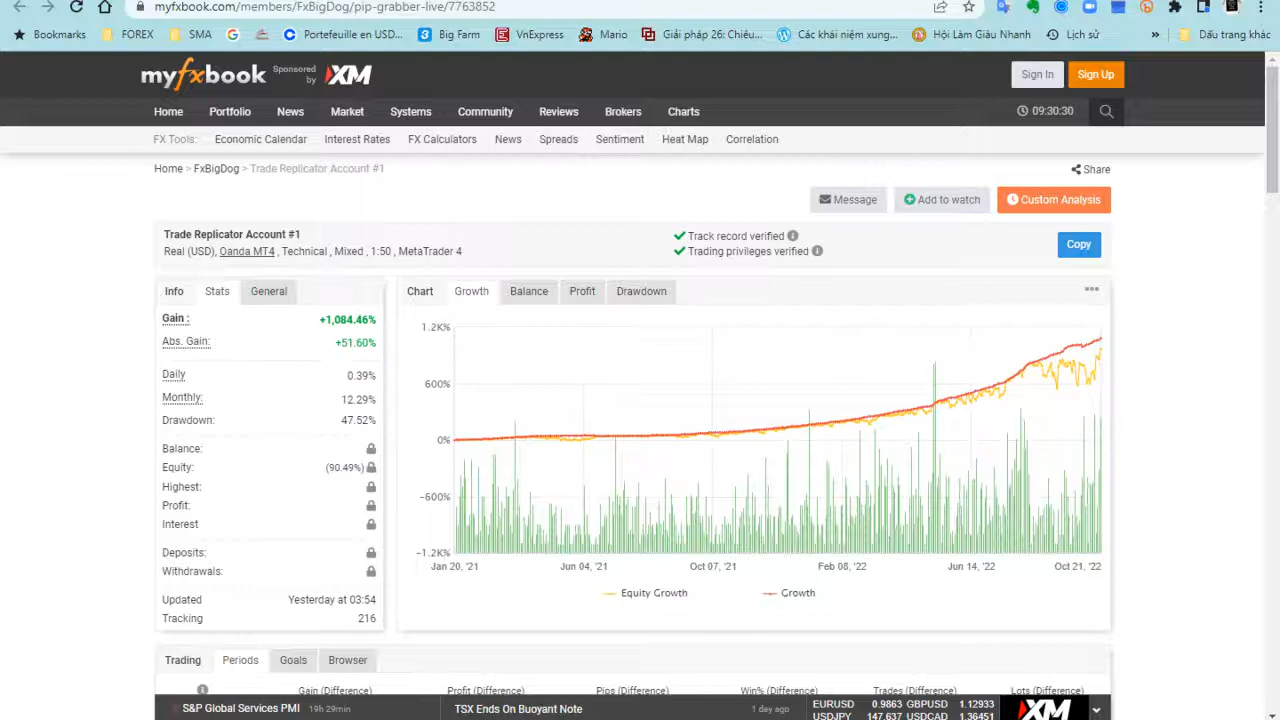 myfxbook.com/members/FxBigDog/pip-grabber-live/7763852
Bookmarks FOREX SMA Portefeuille en USD... Big Farm VnExpress Mario Giải pháp 26: Chiều... Các khái niệm xung... Hội Làm Giàu Nhanh Lịch sử » Dấu trang khác
myfxbook Sponsored by XM
Sign In Sign Up
Home Portfolio News Market Systems Community Reviews Brokers Charts 09:30:30
FX Tools: Economic Calendar Interest Rates FX Calculators News Spreads Sentiment Heat Map Correlation
Home > FxBigDog > Trade Replicator Account #1 Share
Message Add to watch Custom Analysis
Trade Replicator Account #1
Real (USD), Oanda MT4 , Technical , Mixed , 1:50 , MetaTrader 4
Track record verified
Trading privileges verified
Copy
Info Stats General
Gain : +1,084.46%
Abs. Gain: +51.60%
Daily 0.39%
Monthly: 12.29%
Drawdown: 47.52%
Balance:
Equity: (90.49%)
Highest:
Profit:
Interest
Deposits:
Withdrawals:
Updated Yesterday at 03:54
Tracking 216
Chart Growth Balance Profit Drawdown
1.2K%
600%
0%
-600%
-1.2K%
Jan 20, '21 Jun 04, '21 Oct 07, '21 Feb 08, '22 Jun 14, '22 Oct 21, '22
Equity Growth Growth
Trading Periods Goals Browser
Gain (Difference) Profit (Difference) Pips (Difference) Win% (Difference) Trades (Difference) Lots (Difference)
S&P Global Services PMI 19h 29min TSX Ends On Buoyant Note 1 day ago
EURUSD 0.9863 GBPUSD 1.12933
USDJPY 147.637 USDCAD 1.36451
XM